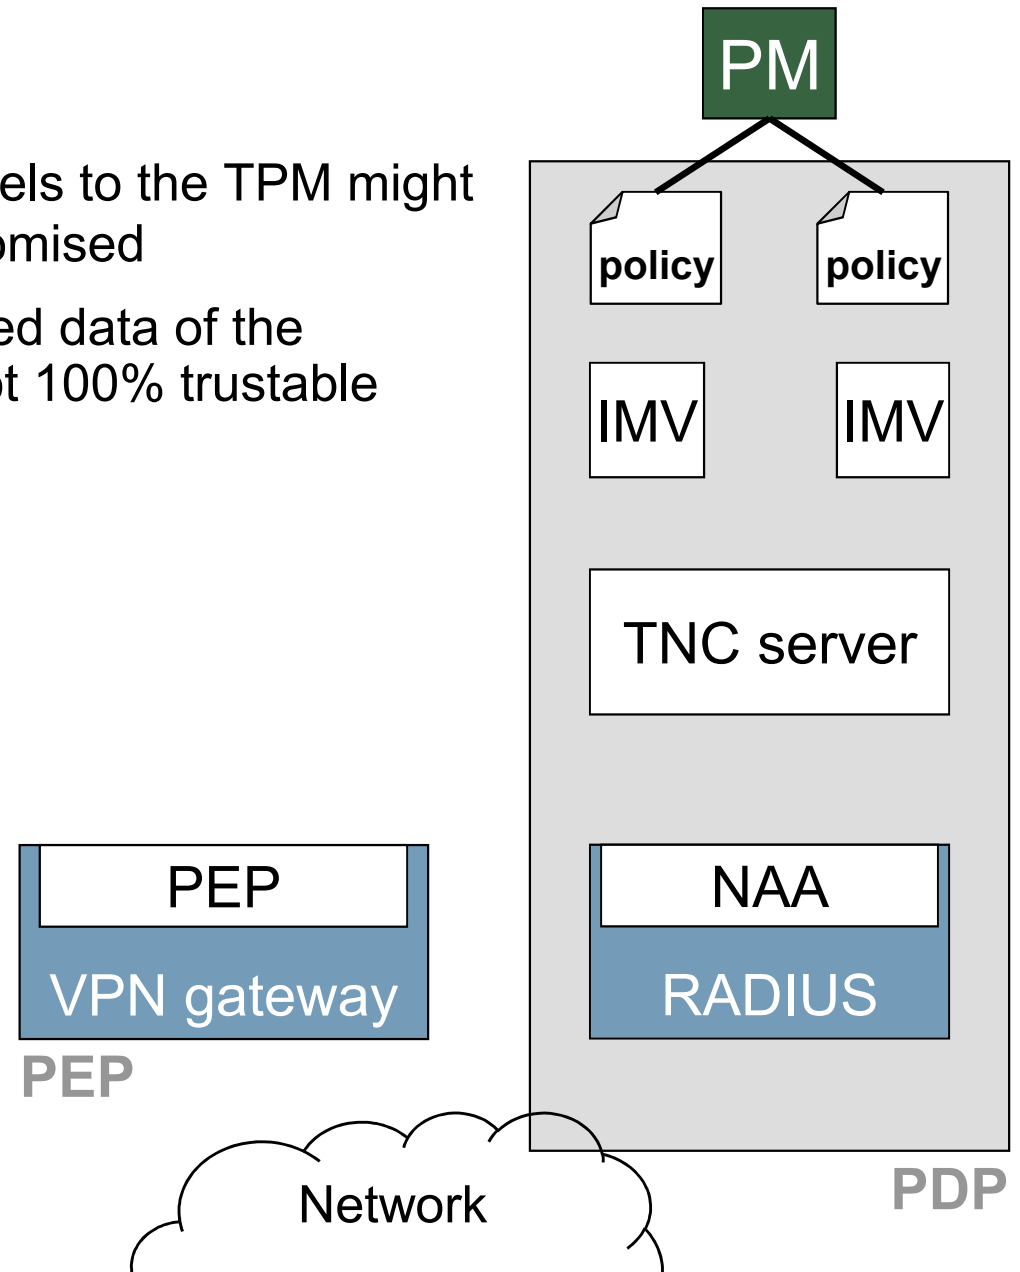 PM
els to the TPM might
omised
ed data of the
ot 100% trustable
policy policy
IMV IMV
TNC server
PEP NAA
VPN gateway RADIUS
PEP
PDP
Network